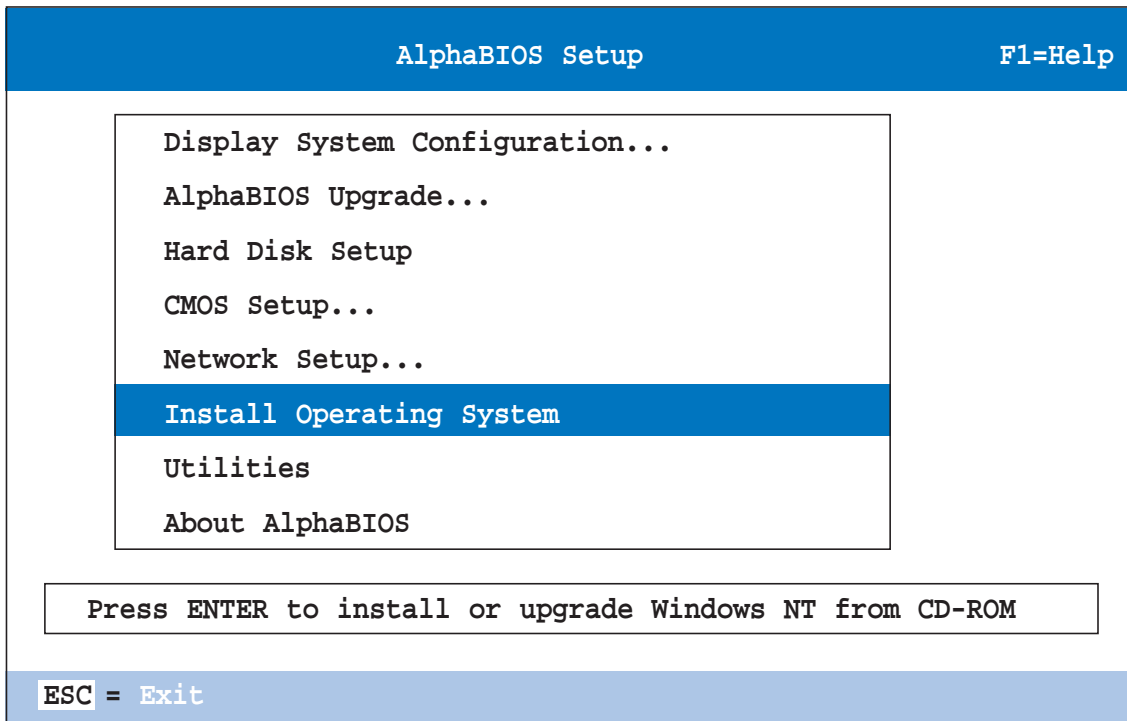 AlphaBIOS Setup F1=Help
Display System Configuration...
AlphaBIOS Upgrade...
Hard Disk Setup
CMOS Setup...
Network Setup...
Install Operating System
Utilities
About AlphaBIOS
Press ENTER to install or upgrade Windows NT from CD-ROM
ESC = Exit